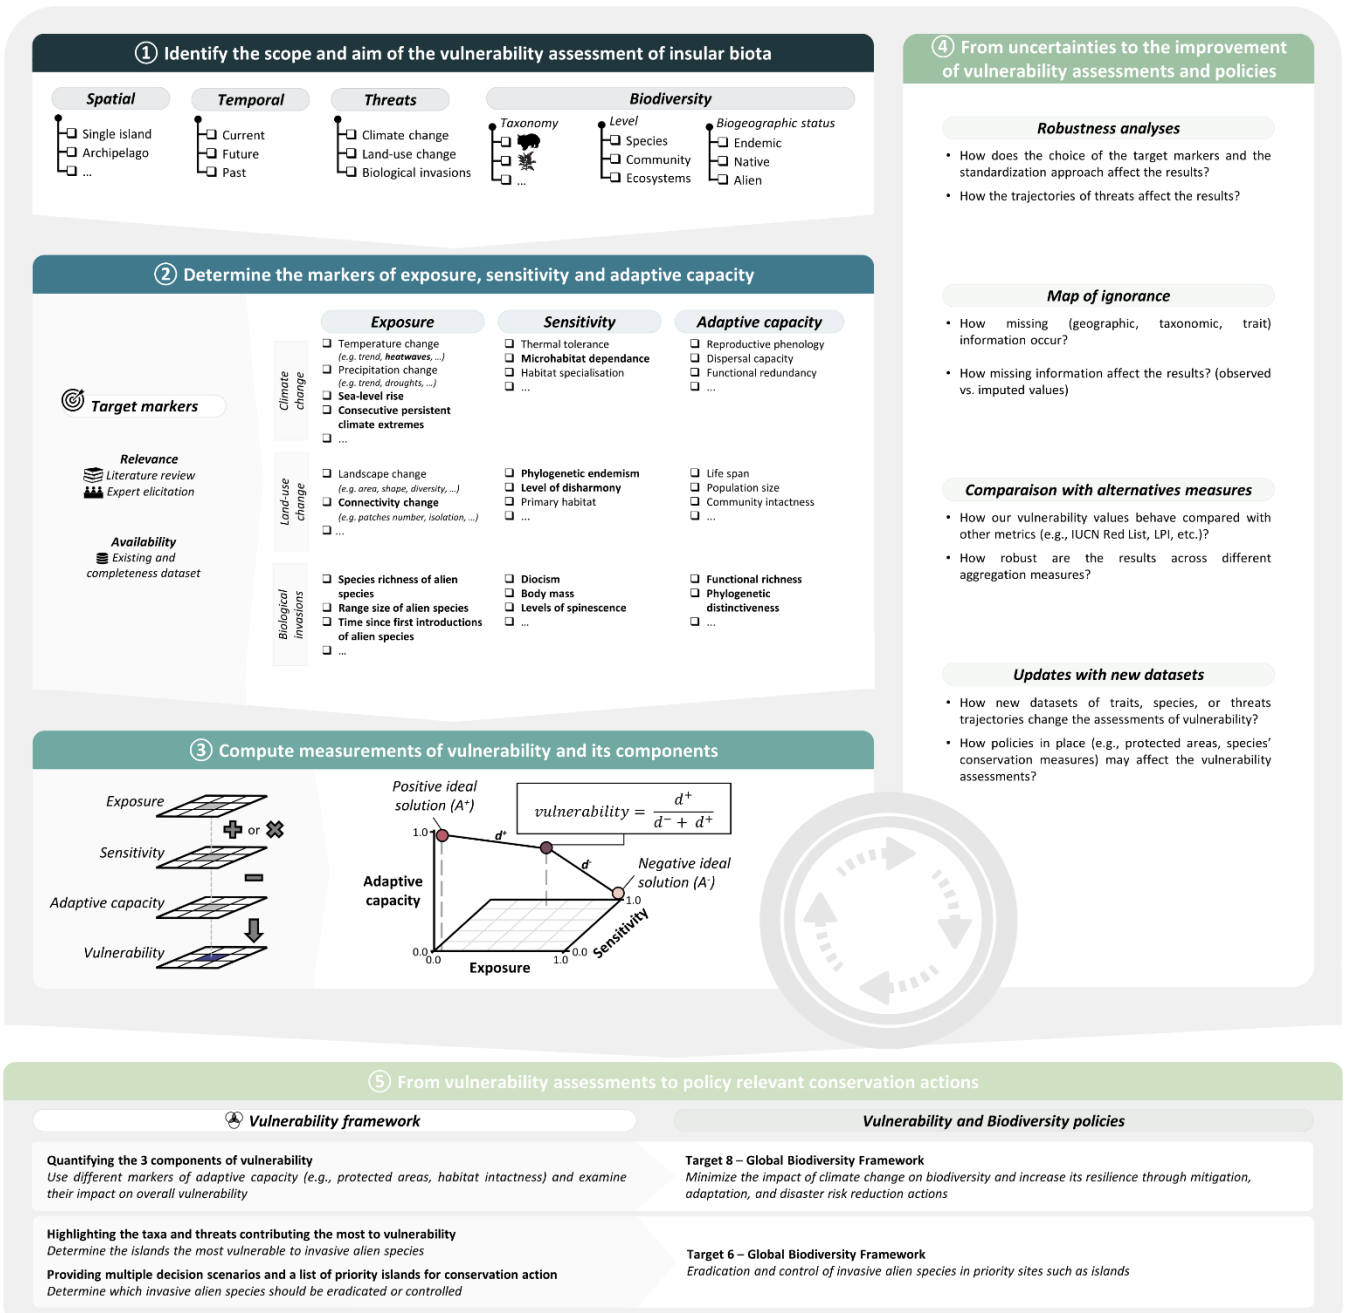 ① Identify the scope and aim of the vulnerability assessment of insular biota
Spatial
Single island
Archipelago
...
Temporal
Current
Future
Past
Threats
Climate change
Land-use change
Biological invasions
Biodiversity
Taxonomy
...
Level
Species
Community
Ecosystems
Biogeographic status
Endemic
Native
Alien
② Determine the markers of exposure, sensitivity and adaptive capacity
Target markers
Relevance
Literature review
Expert elicitation
Availability
Existing and
completeness dataset
Exposure
Sensitivity
Adaptive capacity
Climate
change
Temperature change
(e.g. trend, heatwaves, ...)
Precipitation change
(e.g. trend, droughts, ...)
Sea-level rise
Consecutive persistent
climate extremes
...
Thermal tolerance
Microhabitat dependance
Habitat specialisation
...
Reproductive phenology
Dispersal capacity
Functional redundancy
...
Land-use
change
Landscape change
(e.g. area, shape, diversity, ...)
Connectivity change
(e.g. patches number, isolation, ...)
...
Phylogenetic endemism
Level of disharmony
Primary habitat
...
Life span
Population size
Community intactness
...
Biological
invasions
Species richness of alien
species
Range size of alien species
Time since first introductions
of alien species
...
Diocism
Body mass
Levels of spinescence
...
Functional richness
Phylogenetic
distinctiveness
...
③ Compute measurements of vulnerability and its components
Exposure
or
Sensitivity
Adaptive capacity
Vulnerability
Positive ideal
solution (A⁺)
vulnerability = d⁺ / (d⁻ + d⁺)
1.0
d⁺
d⁻
Negative ideal
solution (A⁻)
Adaptive
capacity
1.0
Sensitivity
0.0
0.0
1.0
0.0
Exposure
④ From uncertainties to the improvement
of vulnerability assessments and policies
Robustness analyses
• How does the choice of the target markers and the
standardization approach affect the results?
• How the trajectories of threats affect the results?
Map of ignorance
• How missing (geographic, taxonomic, trait)
information occur?
• How missing information affect the results? (observed
vs. imputed values)
Comparaison with alternatives measures
• How our vulnerability values behave compared with
other metrics (e.g., IUCN Red List, LPI, etc.)?
• How robust are the results across different
aggregation measures?
Updates with new datasets
• How new datasets of traits, species, or threats
trajectories change the assessments of vulnerability?
• How policies in place (e.g., protected areas, species'
conservation measures) may affect the vulnerability
assessments?
⑤ From vulnerability assessments to policy relevant conservation actions
Vulnerability framework
Vulnerability and Biodiversity policies
Quantifying the 3 components of vulnerability
Use different markers of adaptive capacity (e.g., protected areas, habitat intactness) and examine
their impact on overall vulnerability
Target 8 – Global Biodiversity Framework
Minimize the impact of climate change on biodiversity and increase its resilience through mitigation,
adaptation, and disaster risk reduction actions
Highlighting the taxa and threats contributing the most to vulnerability
Determine the islands the most vulnerable to invasive alien species
Providing multiple decision scenarios and a list of priority islands for conservation action
Determine which invasive alien species should be eradicated or controlled
Target 6 – Global Biodiversity Framework
Eradication and control of invasive alien species in priority sites such as islands